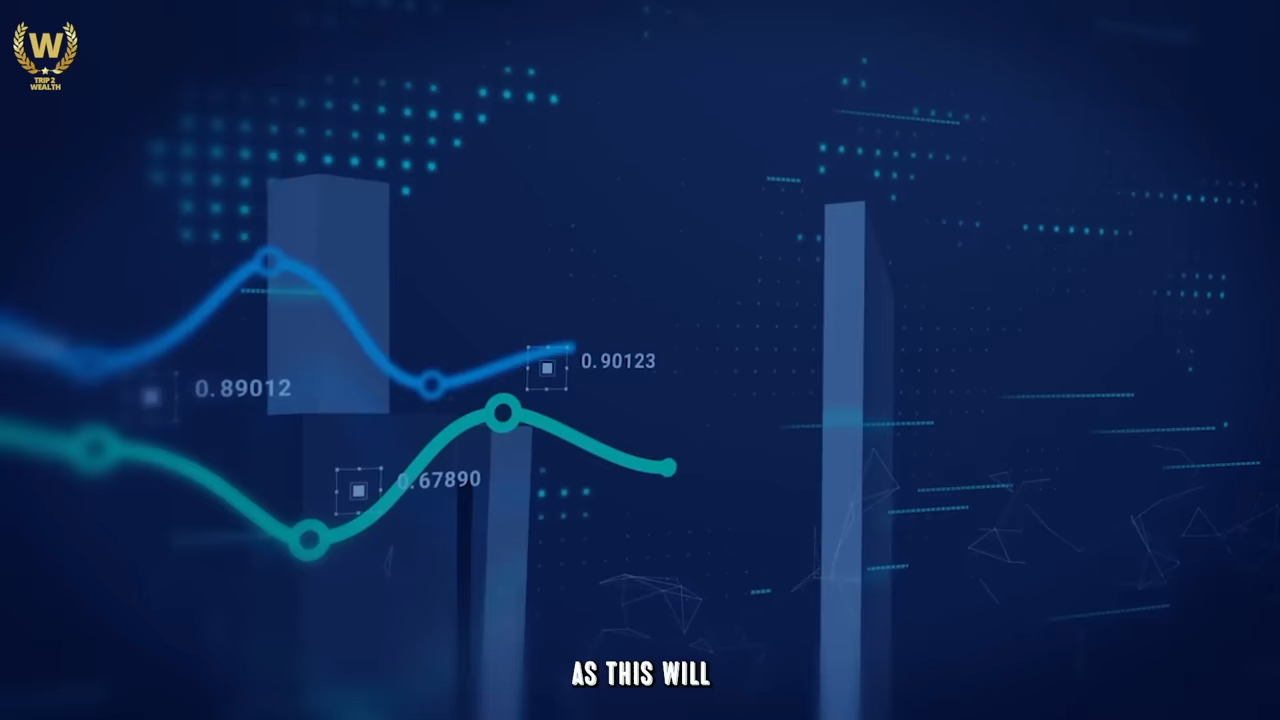 W
TRIP 2
WEALTH
0.90123
0.89012
0.67890
AS THIS WILL